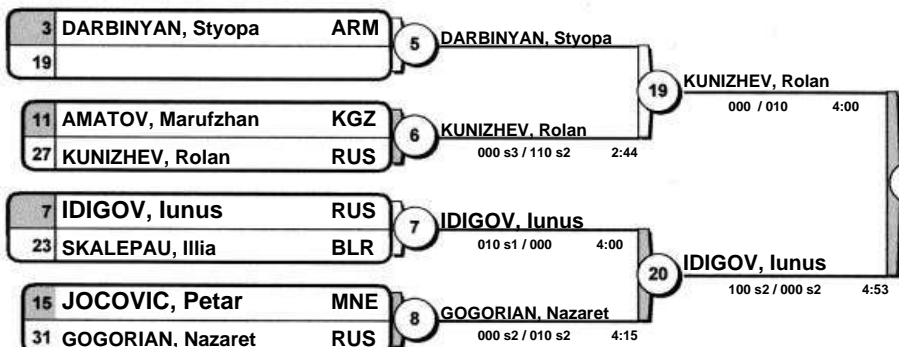 3 DARBINYAN, Styopa ARM
19
5
DARBINYAN, Styopa
11 AMATOV, Marufzhan KGZ
27 KUNIZHEV, Rolan RUS
6
KUNIZHEV, Rolan
000 s3 / 110 s2 2:44
19
KUNIZHEV, Rolan
000 / 010 4:00
7 IDIGOV, Iunus RUS
23 SKALEPAU, Illia BLR
7
IDIGOV, Iunus
010 s1 / 000 4:00
15 JOCOVIC, Petar MNE
31 GOGORIAN, Nazaret RUS
8
GOGORIAN, Nazaret
000 s2 / 010 s2 4:15
20
IDIGOV, Iunus
100 s2 / 000 s2 4:53